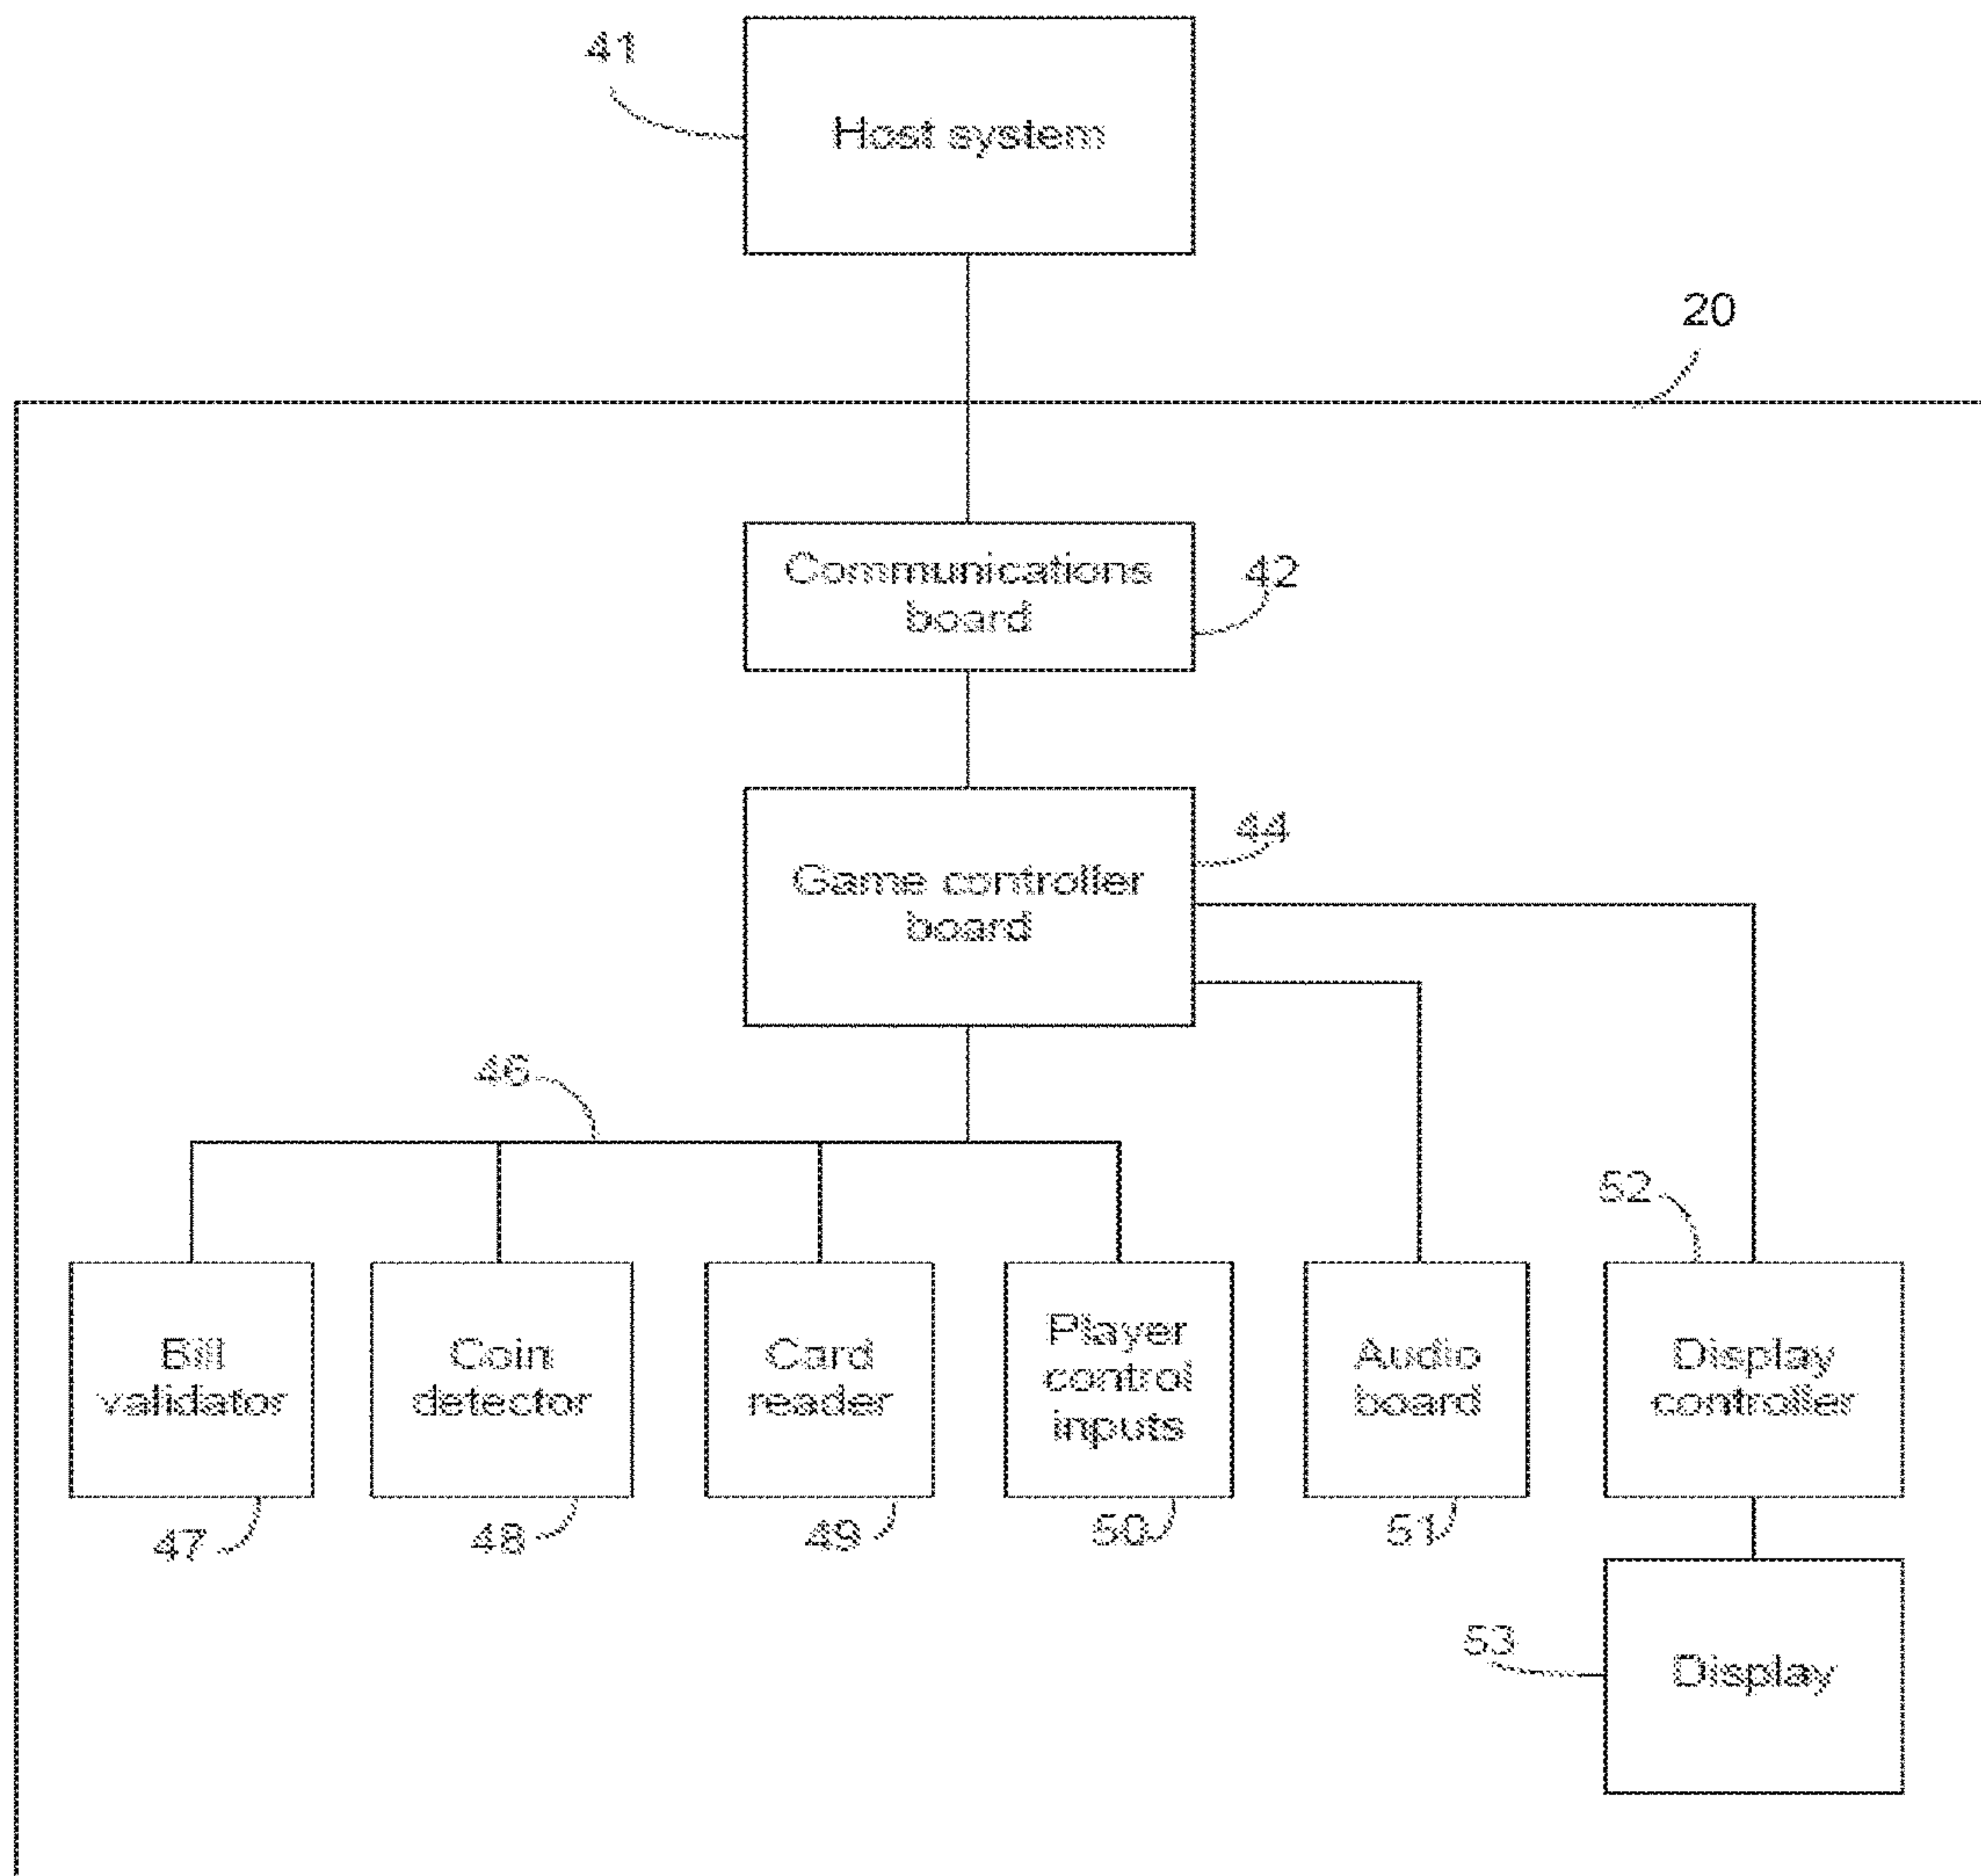 41
Host system
20
Communications
board
42
44
Game controller
board
46
52
Bill
validator
Coin
detector
Card
reader
Player
control
inputs
Audio
board
Display
controller
47
48
49
50
51
53
Display